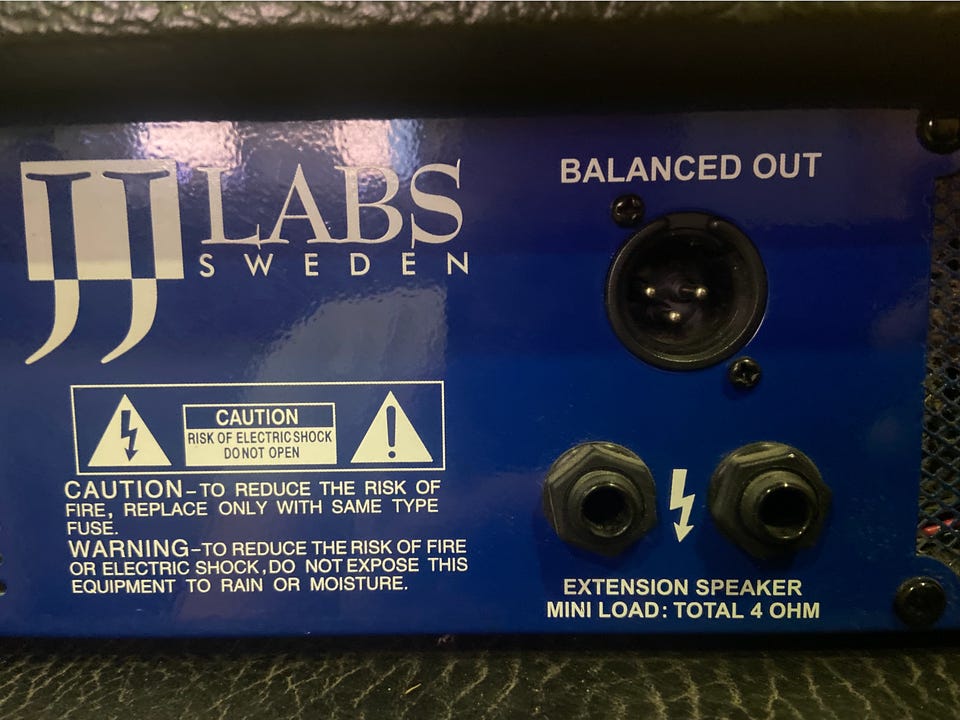 JJ LABS
SWEDEN
BALANCED OUT
CAUTION
RISK OF ELECTRIC SHOCK
DO NOT OPEN
CAUTION-TO REDUCE THE RISK OF
FIRE, REPLACE ONLY WITH SAME TYPE
FUSE.
WARNING-TO REDUCE THE RISK OF FIRE
OR ELECTRIC SHOCK, DO NOT EXPOSE THIS
EQUIPMENT TO RAIN OR MOISTURE.
EXTENSION SPEAKER
MINI LOAD: TOTAL 4 OHM